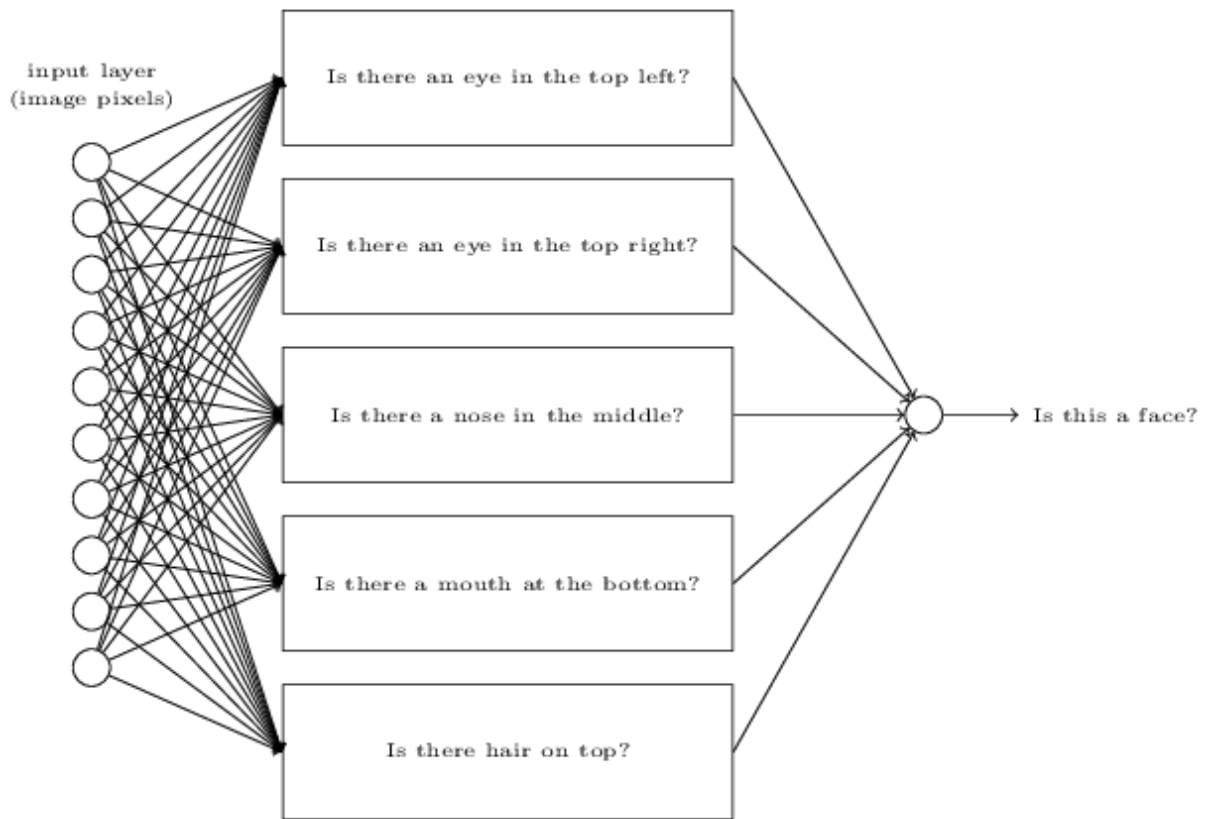 input layer
(image pixels)
Is there an eye in the top left?
Is there an eye in the top right?
Is there a nose in the middle?
Is this a face?
Is there a mouth at the bottom?
Is there hair on top?